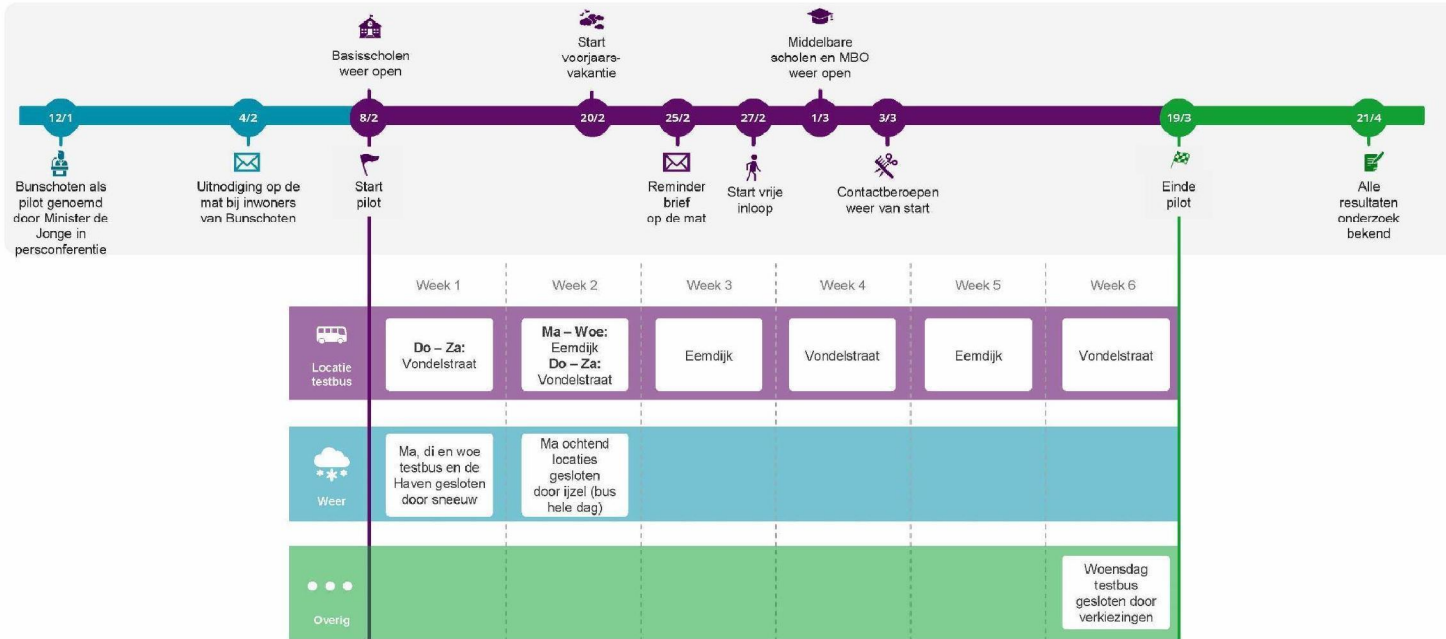 Basisscholen
weer open
Start
voorjaars-
vakantie
Middelbare
scholen en MBO
weer open
12/1
4/2
8/2
20/2
25/2
27/2
1/3
3/3
19/3
21/4
Bunschoten als
pilot genoemd
door Minister de
Jonge in
persconferentie
Uitnodiging op de
mat bij inwoners
van Bunschoten
Start
pilot
Reminder
brief
op de mat
Start vrije
inloop
Contactberoepen
weer van start
Einde
pilot
Alle
resultaten
onderzoek
bekend
Week 1
Week 2
Week 3
Week 4
Week 5
Week 6
Locatie
testbus
Do – Za:
Vondelstraat
Ma – Woe:
Eemdijk
Do – Za:
Vondelstraat
Eemdijk
Vondelstraat
Eemdijk
Vondelstraat
Weer
Ma, di en woe
testbus en de
Haven gesloten
door sneeuw
Ma ochtend
locaties
gesloten
door ijzel (bus
hele dag)
Overig
Woensdag
testbus
gesloten door
verkiezingen